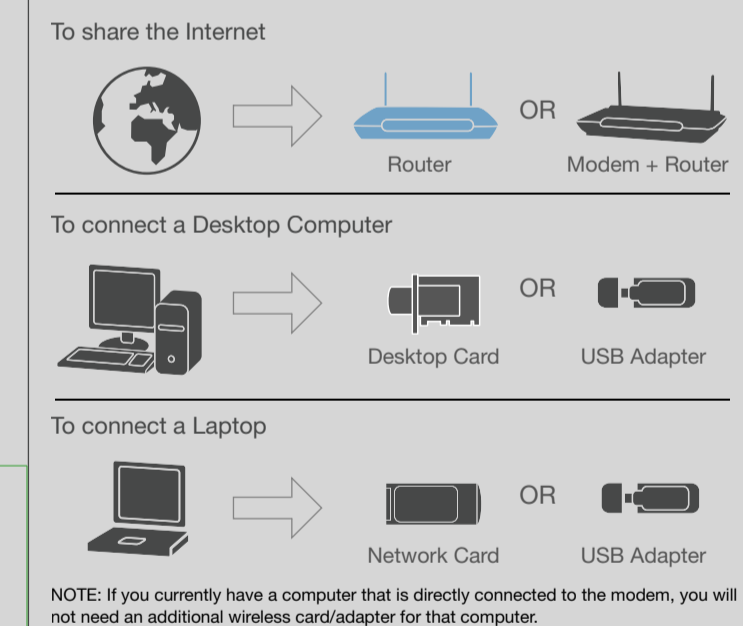 To share the Internet
OR
Router
Modem + Router
To connect a Desktop Computer
OR
Desktop Card
USB Adapter
To connect a Laptop
OR
Network Card
USB Adapter
NOTE: If you currently have a computer that is directly connected to the modem, you will
not need an additional wireless card/adapter for that computer.